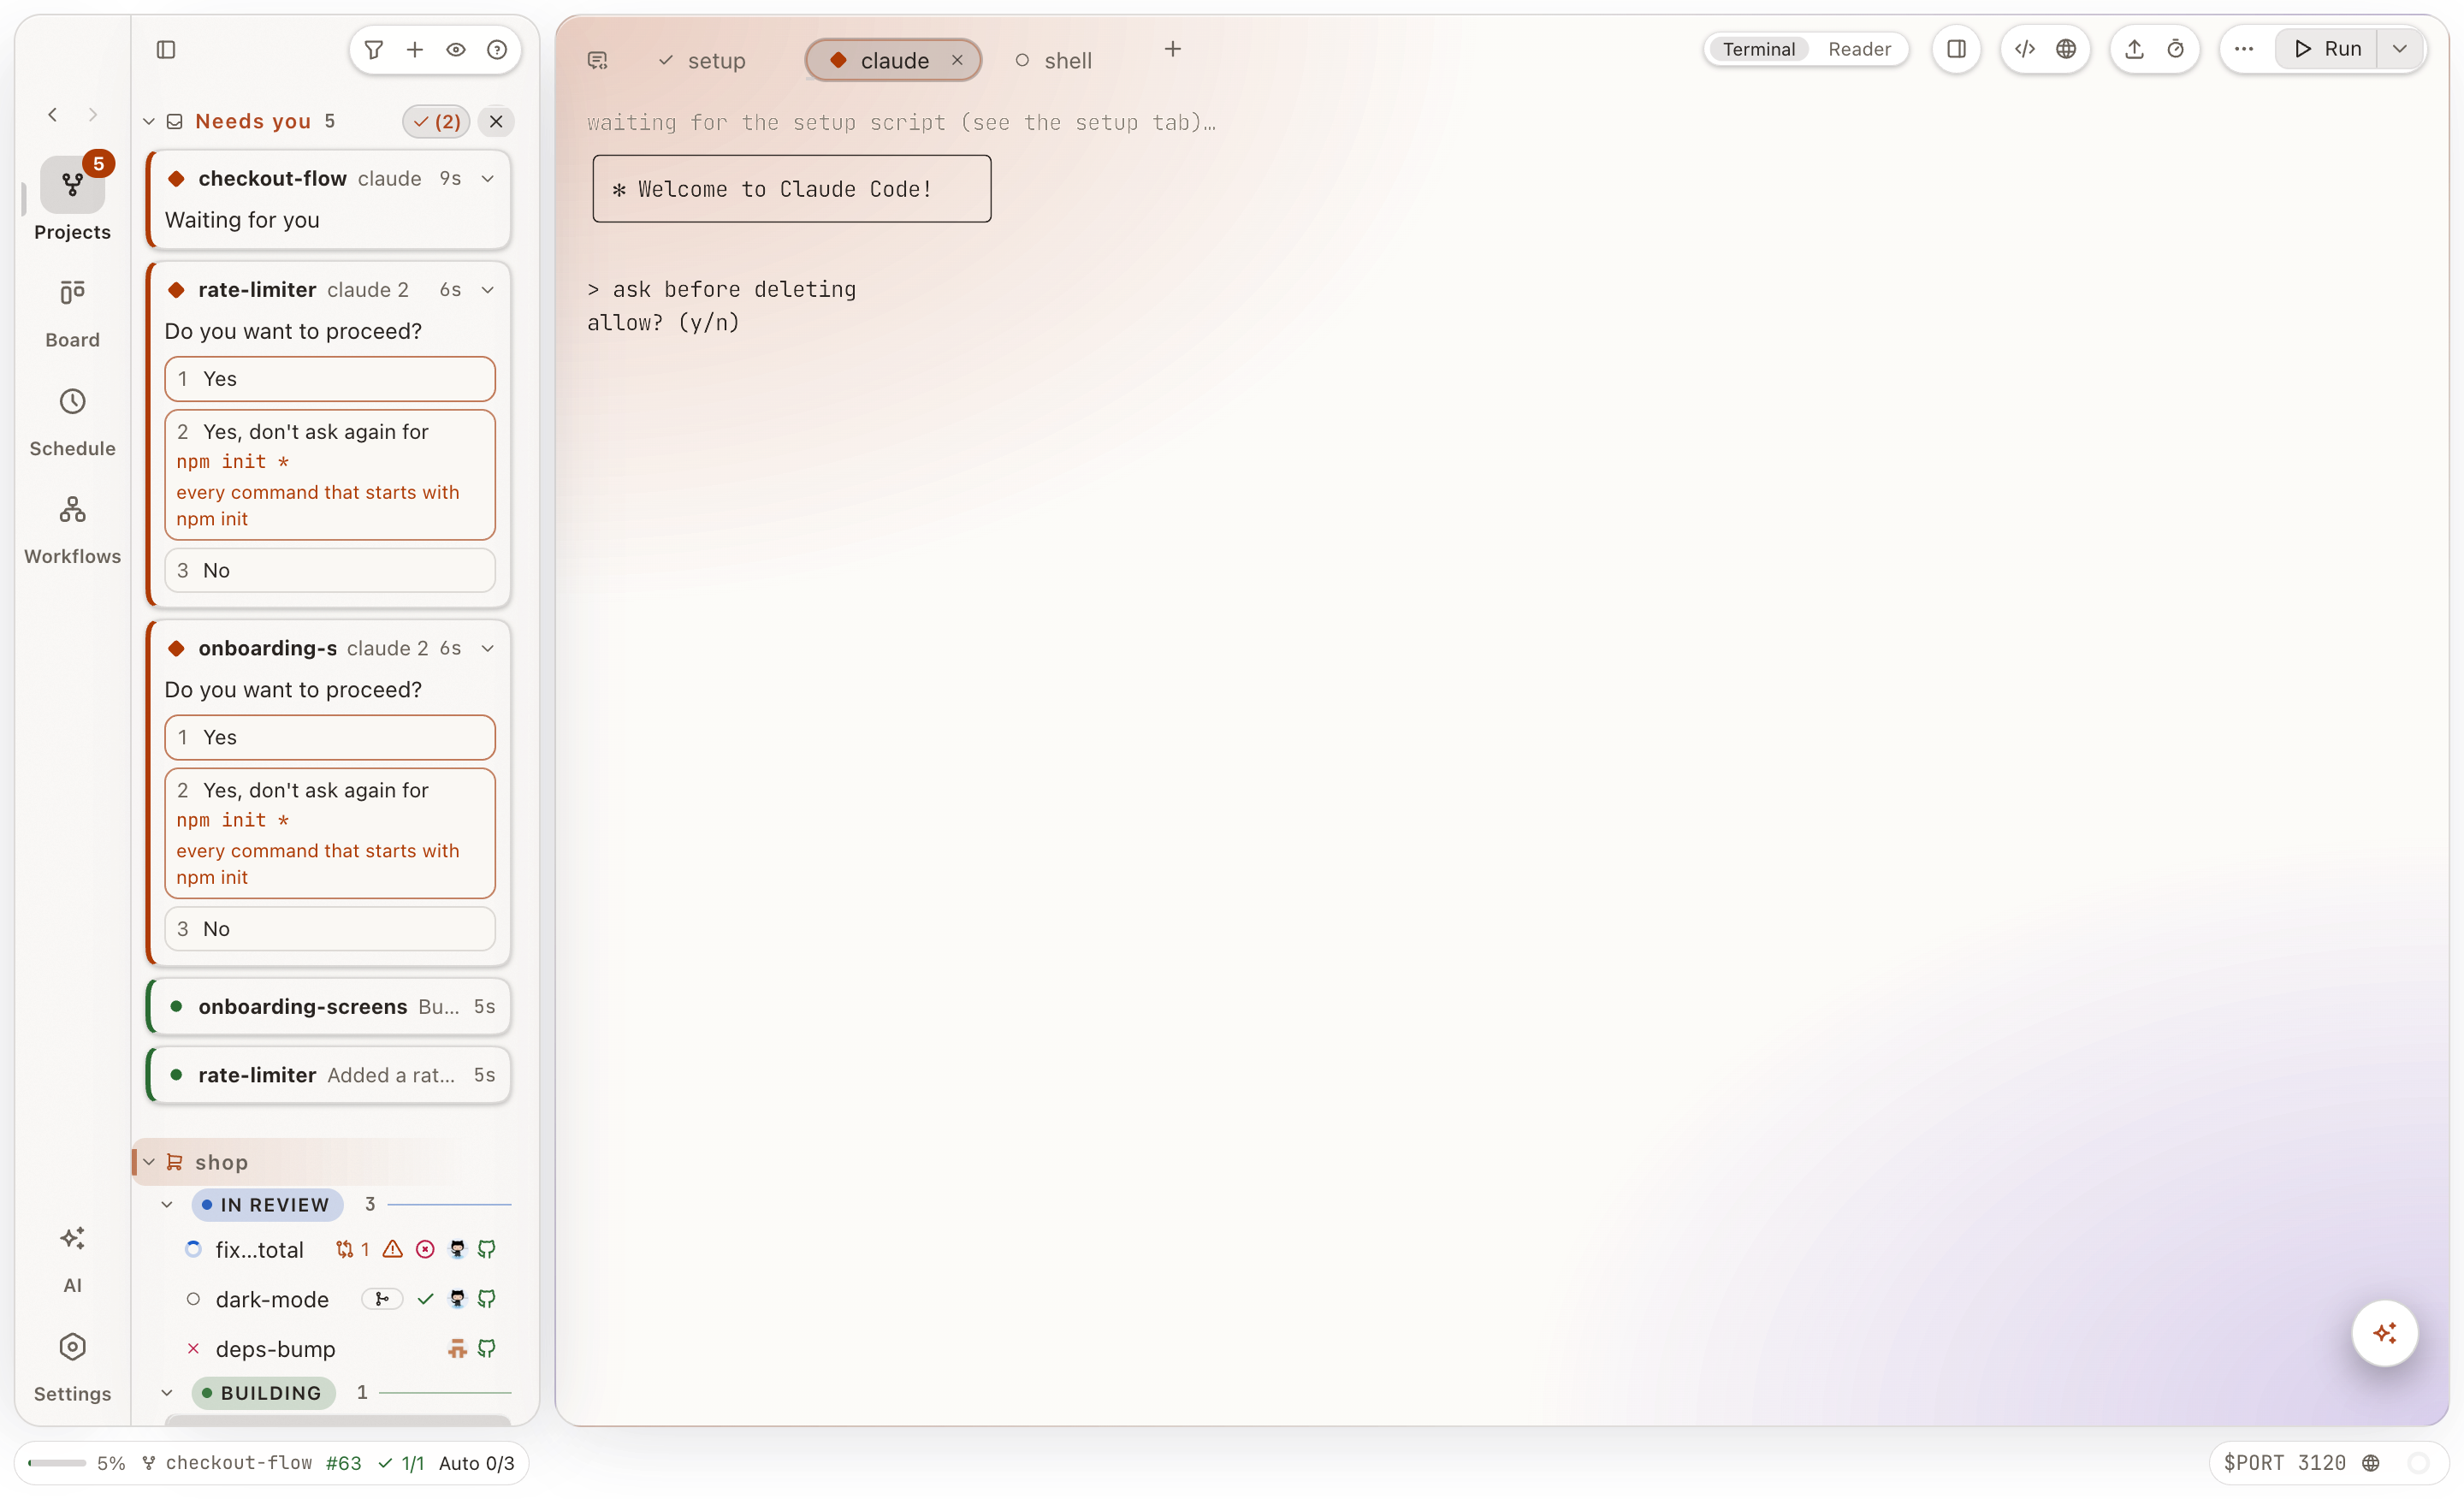 5
Projects
Board
Schedule
Workflows
AI
Settings
Needs you 5
(2)
checkout-flow claude 9s
Waiting for you
rate-limiter claude 2 6s
Do you want to proceed?
1 Yes
2 Yes, don't ask again for
npm init *
every command that starts with
npm init
3 No
onboarding-s claude 2 6s
Do you want to proceed?
1 Yes
2 Yes, don't ask again for
npm init *
every command that starts with
npm init
3 No
onboarding-screens Bu... 5s
rate-limiter Added a rat... 5s
shop
IN REVIEW 3
fix...total 1
dark-mode
deps-bump
BUILDING 1
setup
claude
shell
Terminal Reader
Run
waiting for the setup script (see the setup tab)…
* Welcome to Claude Code!
> ask before deleting
allow? (y/n)
5% checkout-flow #63 1/1 Auto 0/3
$PORT 3120